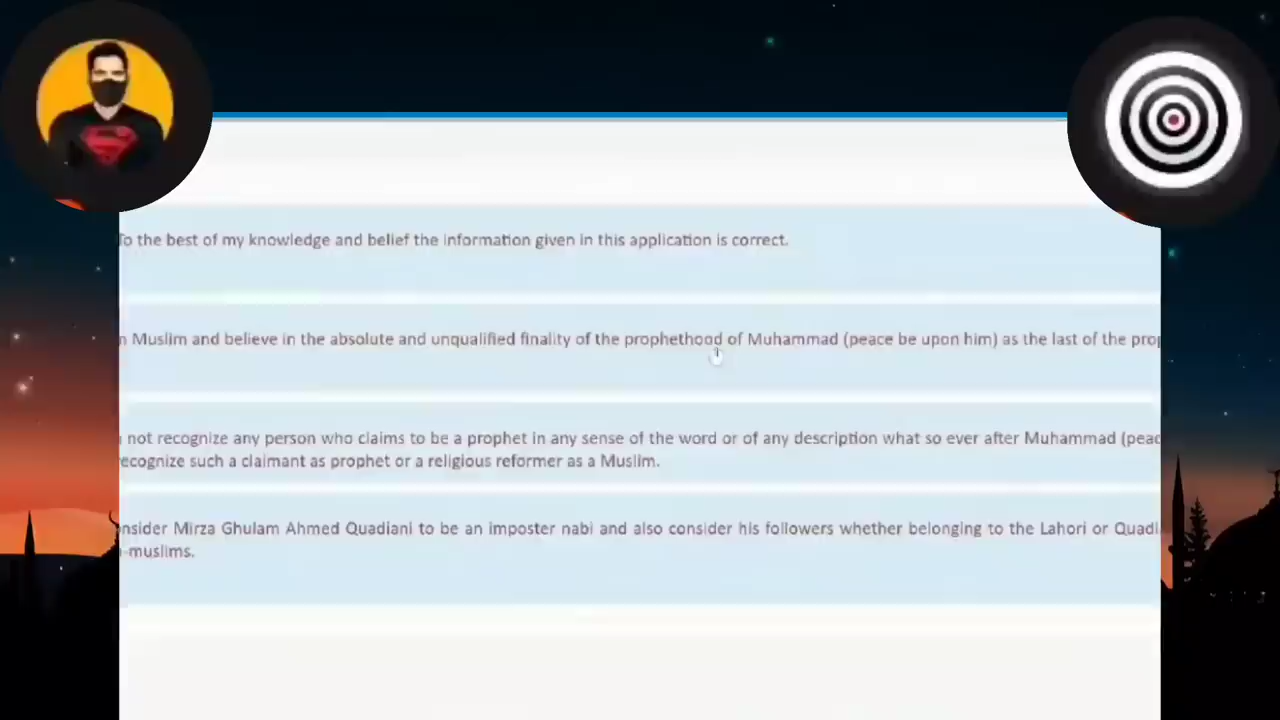 To the best of my knowledge and belief the information given in this application is correct.
Muslim and believe in the absolute and unqualified finality of the prophethood of Muhammad (peace be upon him) as the last of the
not recognize any person who claims to be a prophet in any sense of the word or of any description what so ever after Muhammad
recognize such a claimant as prophet or a religious reformer as a Muslim.
Mirza Ghulam Ahmed Quadiani to be an imposter nabi and also consider his followers whether belonging to the Lahori or
-muslims.